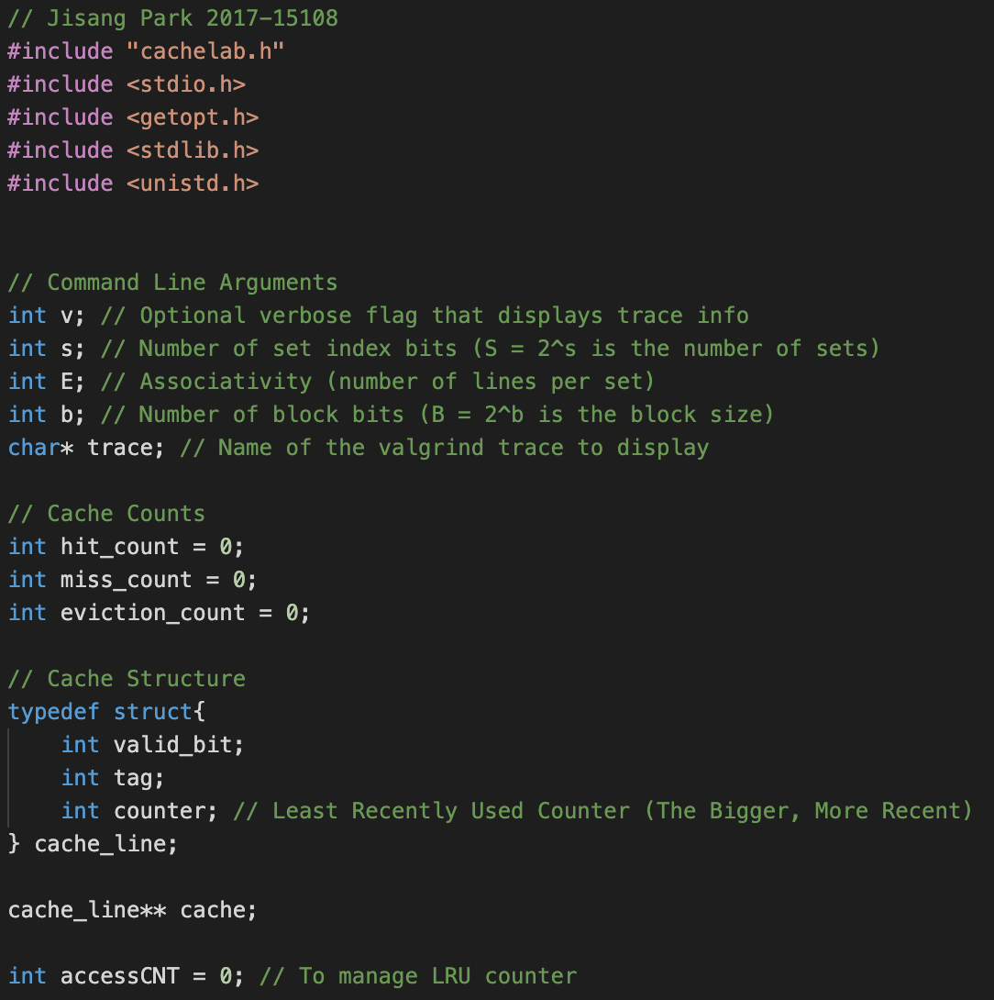 // Jisang Park 2017-15108
#include "cachelab.h"
#include <stdio.h>
#include <getopt.h>
#include <stdlib.h>
#include <unistd.h>
// Command Line Arguments
int v; // Optional verbose flag that displays trace info
int s; // Number of set index bits (S = 2^s is the number of sets)
int E; // Associativity (number of lines per set)
int b; // Number of block bits (B = 2^b is the block size)
char* trace; // Name of the valgrind trace to display
// Cache Counts
int hit_count = 0;
int miss_count = 0;
int eviction_count = 0;
// Cache Structure
typedef struct{
    int valid_bit;
    int tag;
    int counter; // Least Recently Used Counter (The Bigger, More Recent)
} cache_line;
cache_line** cache;
int accessCNT = 0; // To manage LRU counter